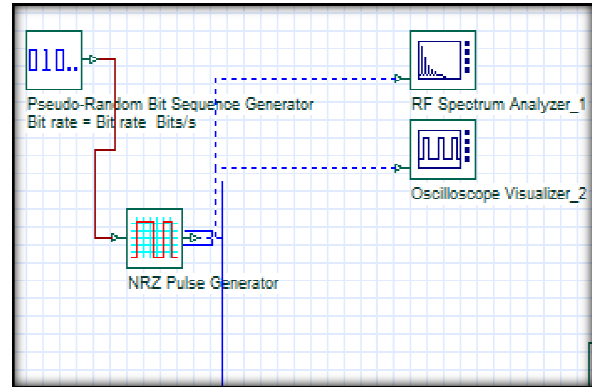 010..
Pseudo-Random Bit Sequence Generator
Bit rate = Bit rate Bits/s
RF Spectrum Analyzer_1
Oscilloscope Visualizer_2
NRZ Pulse Generator